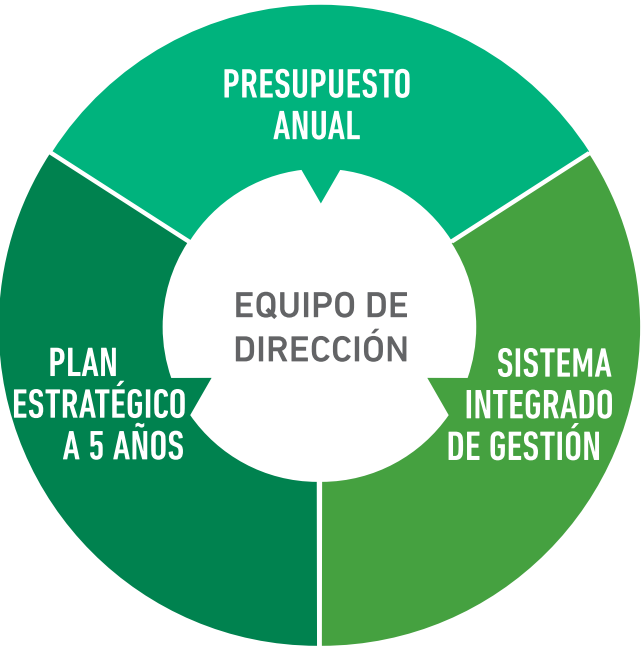 PRESUPUESTO
ANUAL
EQUIPO DE
DIRECCIÓN
PLAN
ESTRATÉGICO
A 5 AÑOS
SISTEMA
INTEGRADO
DE GESTIÓN